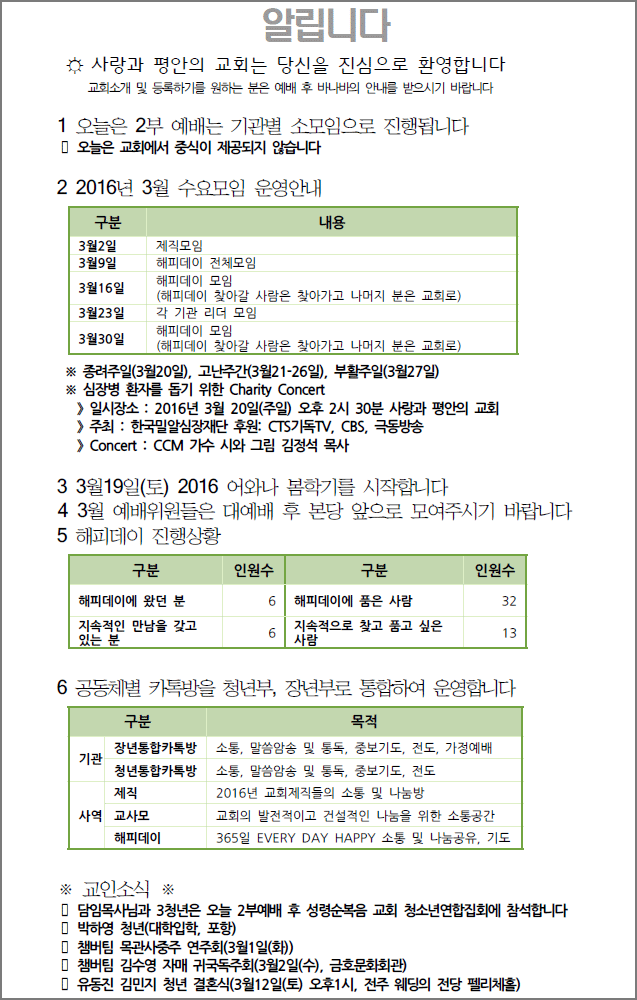 알립니다
☼ 사랑과 평안의 교회는 당신을 진심으로 환영합니다
교회소개 및 등록하기를 원하는 분은 예배 후 바나바의 안내를 받으시기 바랍니다
1 오늘은 2부 예배는 기관별 소모임으로 진행됩니다
▯ 오늘은 교회에서 중식이 제공되지 않습니다
2 2016년 3월 수요모임 운영안내
구분 내용
3월2일 제직모임
3월9일 해피데이 전체모임
3월16일 해피데이 모임
(해피데이 찾아갈 사람은 찾아가고 나머지 분은 교회로)
3월23일 각 기관 리더 모임
3월30일 해피데이 모임
(해피데이 찾아갈 사람은 찾아가고 나머지 분은 교회로)
※ 종려주일(3월20일), 고난주간(3월21-26일), 부활주일(3월27일)
※ 심장병 환자를 돕기 위한 Charity Concert
》일시장소 : 2016년 3월 20일(주일) 오후 2시 30분 사랑과 평안의 교회
》주최 : 한국밀알심장재단 후원: CTS기독TV, CBS, 극동방송
》Concert : CCM 가수 시와 그림 김정석 목사
3 3월19일(토) 2016 어와나 봄학기를 시작합니다
4 3월 예배위원들은 대예배 후 본당 앞으로 모여주시기 바랍니다
5 해피데이 진행상황
구분 인원수 구분 인원수
해피데이에 왔던 분 6 해피데이에 품은 사람 32
지속적인 만남을 갖고 있는 분 6 지속적으로 찾고 품고 싶은 사람 13
6 공동체별 카톡방을 청년부, 장년부로 통합하여 운영합니다
구분 목적
기관 장년통합카톡방 소통, 말씀암송 및 통독, 중보기도, 전도, 가정예배
청년통합카톡방 소통, 말씀암송 및 통독, 중보기도, 전도
사역 제직 2016년 교회제직들의 소통 및 나눔방
교사모 교회의 발전적이고 건설적인 나눔을 위한 소통공간
해피데이 365일 EVERY DAY HAPPY 소통 및 나눔공유, 기도
※ 교인소식 ※
▯ 담임목사님과 3청년은 오늘 2부예배 후 성령순복음 교회 청소년연합집회에 참석합니다
▯ 박하영 청년(대학입학, 포항)
▯ 챔버팀 목관사중주 연주회(3월1일(화))
▯ 챔버팀 김수영 자매 귀국독주회(3월2일(수), 금호문화회관)
▯ 유동진 김민지 청년 결혼식(3월12일(토) 오후1시, 전주 웨딩의 전당 펠리체홀)